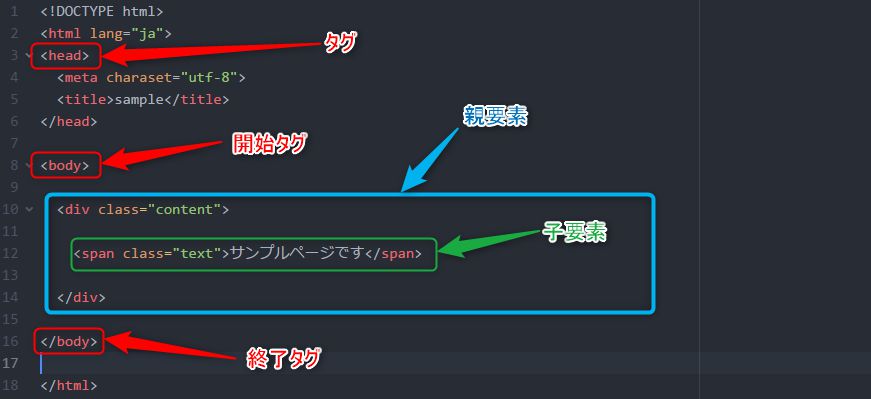 1 <!DOCTYPE html>
2 <html lang="ja">
3 <head>
タグ
4 <meta charaset="utf-8">
5 <title>sample</title>
6 </head>
親要素
7
開始タグ
8 <body>
9
10 <div class="content">
11
子要素
12 <span class="text">サンプルページです</span>
13
14 </div>
15
16 </body>
終了タグ
17
18 </html>